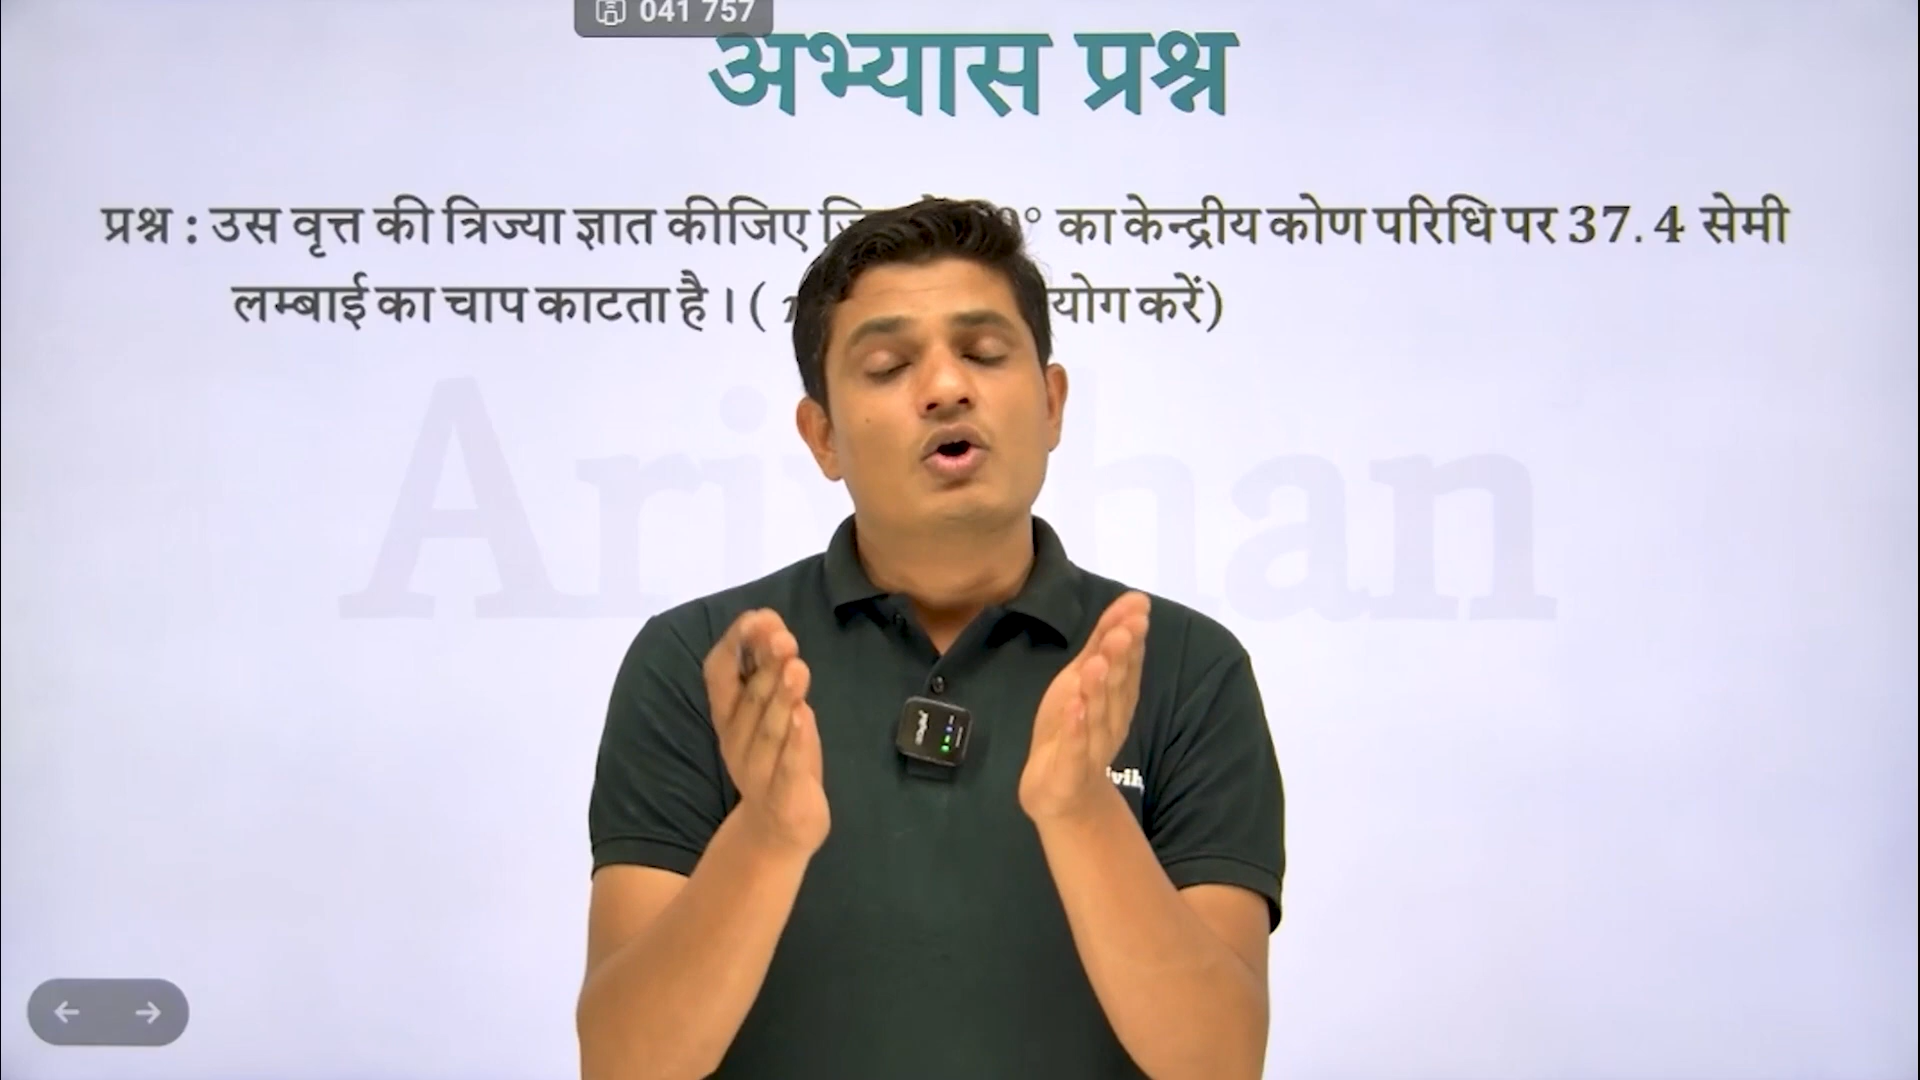 041 757
अभ्यास प्रश्न
प्रश्न : उस वृत्त की त्रिज्या ज्ञात कीजिए ° का केन्द्रीय कोण परिधि पर 37.4 सेमी
लम्बाई का चाप काटता है । ( योग करें)